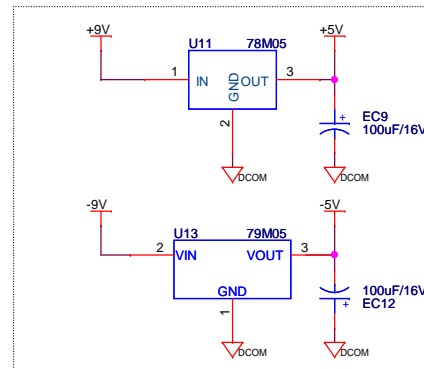 +9V
+5V
U11 78M05
1 IN GND OUT 3
2
+
EC9
100uF/16V
DCOM
DCOM
-9V
-5V
U13 79M05
2 VIN VOUT 3
GND
1
100uF/16V
+ EC12
DCOM
DCOM